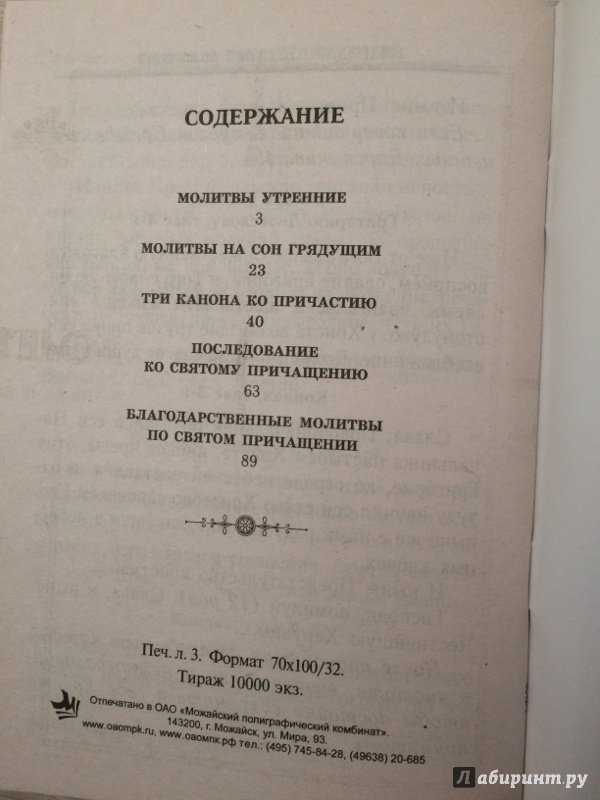 СОДЕРЖАНИЕ
МОЛИТВЫ УТРЕННИЕ
3
МОЛИТВЫ НА СОН ГРЯДУЩИМ
23
ТРИ КАНОНА КО ПРИЧАСТИЮ
40
ПОСЛЕДОВАНИЕ
КО СВЯТОМУ ПРИЧАЩЕНИЮ
63
БЛАГОДАРСТВЕННЫЕ МОЛИТВЫ
ПО СВЯТОМ ПРИЧАЩЕНИИ
89
Печ. л. 3. Формат 70х100/32.
Тираж 10000 экз.
Отпечатано в ОАО «Можайский полиграфический комбинат».
143200, г. Можайск, ул. Мира, 93.
www.oaompk.ru, www.оаомпк.рф тел.: (495) 745-84-28, (49638) 20-685
Лабиринт.ру